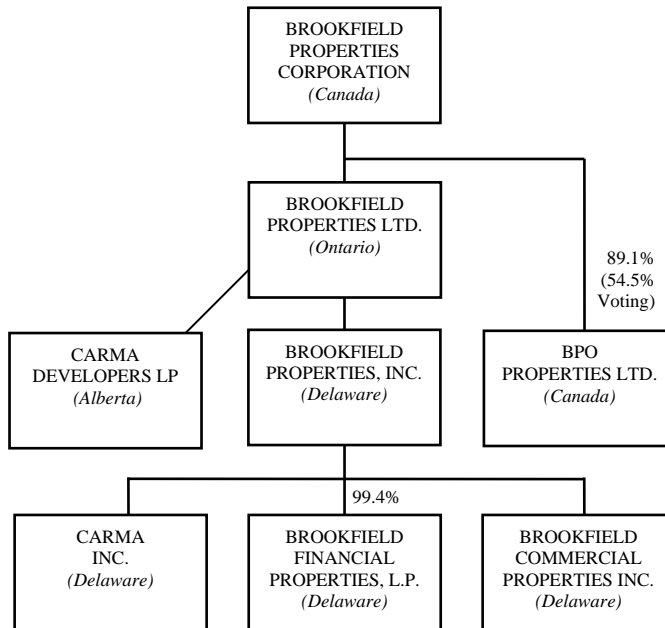 BROOKFIELD
PROPERTIES
CORPORATION
(Canada)
BROOKFIELD
PROPERTIES LTD.
(Ontario)
89.1%
(54.5%
Voting)
CARMA
DEVELOPERS LP
(Alberta)
BROOKFIELD
PROPERTIES, INC.
(Delaware)
BPO
PROPERTIES LTD.
(Canada)
99.4%
CARMA
INC.
(Delaware)
BROOKFIELD
FINANCIAL
PROPERTIES, L.P.
(Delaware)
BROOKFIELD
COMMERCIAL
PROPERTIES INC.
(Delaware)